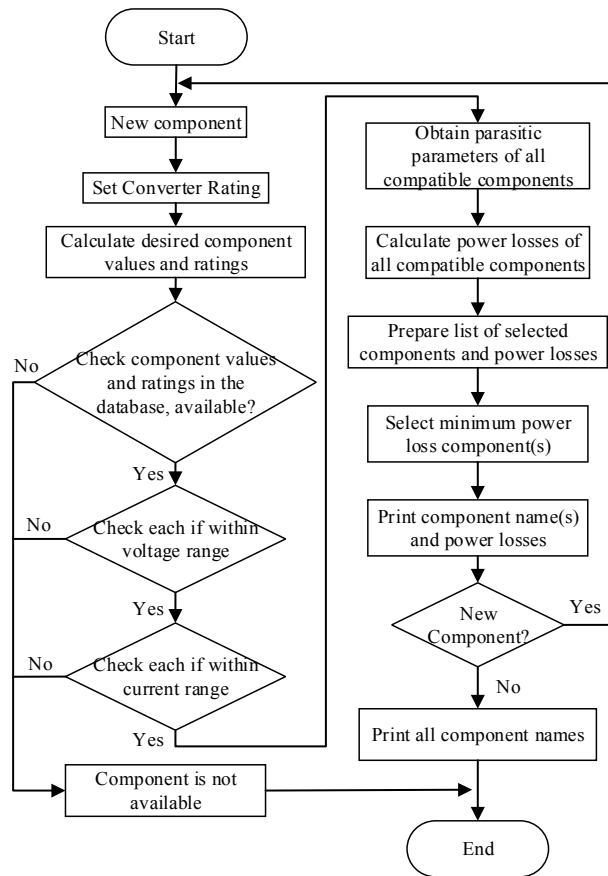 Start
New component
Set Converter Rating
Calculate desired component
values and ratings
No
Check component values
and ratings in the
database, available?
Yes
No
Check each if within
voltage range
Yes
No
Check each if within
current range
Yes
Component is not
available
Obtain parasitic
parameters of all
compatible components
Calculate power losses of
all compatible components
Prepare list of selected
components and power losses
Select minimum power
loss component(s)
Print component name(s)
and power losses
New
Component?
Yes
No
Print all component names
End